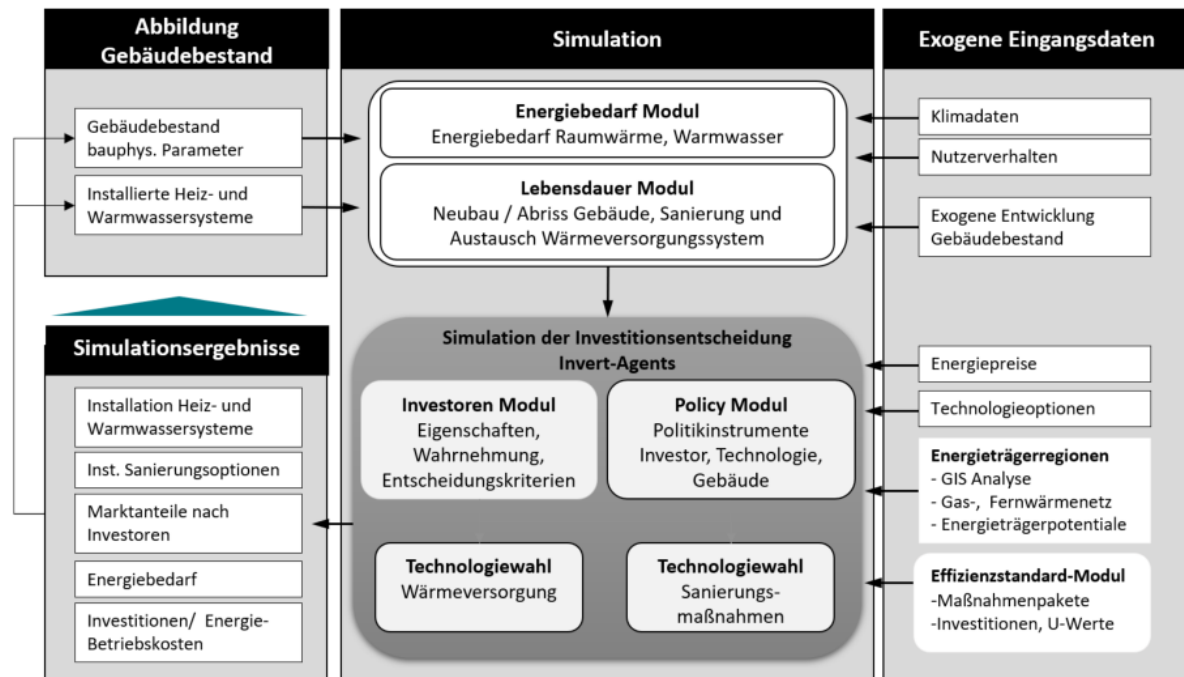 Abbildung
Gebäudebestand
Gebäudebestand
bauphys. Parameter
Installierte Heiz- und
Warmwassersysteme
Simulationsergebnisse
Installation Heiz- und
Warmwassersysteme
Inst. Sanierungsoptionen
Marktanteile nach
Investoren
Energiebedarf
Investitionen/ Energie-
Betriebskosten
Simulation
Energiebedarf Modul
Energiebedarf Raumwärme, Warmwasser
Lebensdauer Modul
Neubau / Abriss Gebäude, Sanierung und
Austausch Wärmeversorgungssystem
Simulation der Investitionsentscheidung
Invert-Agents
Investoren Modul
Eigenschaften,
Wahrnehmung,
Entscheidungskriterien
Policy Modul
Politikinstrumente
Investor, Technologie,
Gebäude
Technologiewahl
Wärmeversorgung
Technologiewahl
Sanierungs-
maßnahmen
Exogene Eingangsdaten
Klimadaten
Nutzerverhalten
Exogene Entwicklung
Gebäudebestand
Energiepreise
Technologieoptionen
Energieträgerregionen
- GIS Analyse
- Gas-, Fernwärmenetz
- Energieträgerpotentiale
Effizienzstandard-Modul
-Maßnahmenpakete
-Investitionen, U-Werte